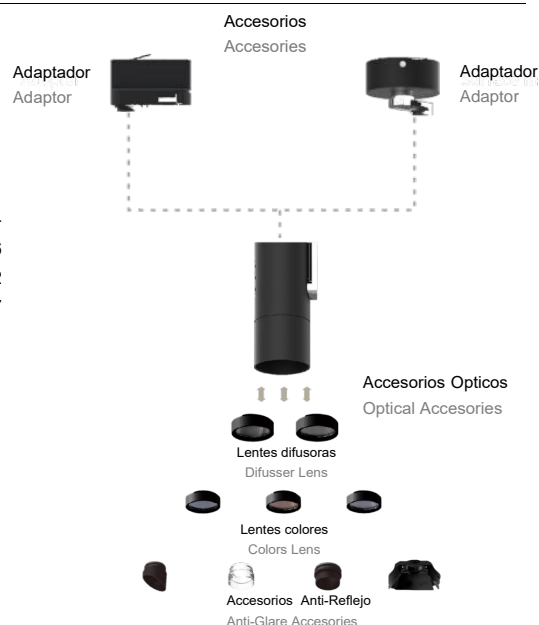 Accesorios
Accesories
Adaptador
Adaptor
Adaptador
Adaptor
Accesorios Opticos
Optical Accesories
Lentes difusoras
Difusser Lens
Lentes colores
Colors Lens
Accesorios Anti-Reflejo
Anti-Glare Accesories